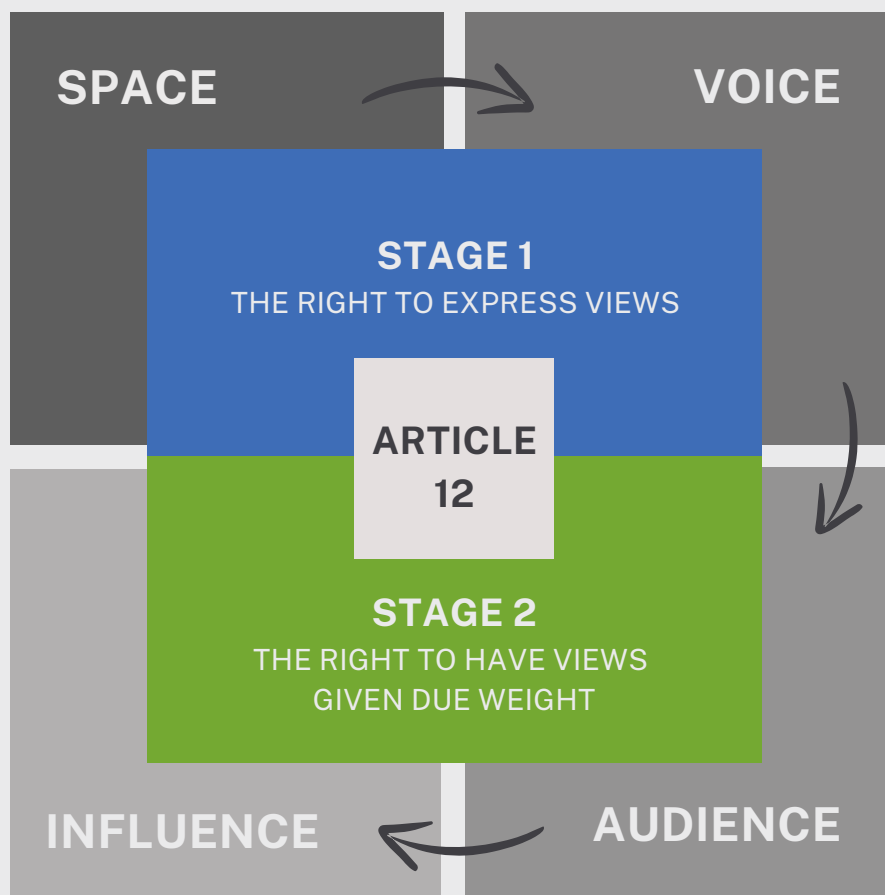 SPACE
VOICE
STAGE 1
THE RIGHT TO EXPRESS VIEWS
ARTICLE
12
STAGE 2
THE RIGHT TO HAVE VIEWS
GIVEN DUE WEIGHT
INFLUENCE
AUDIENCE